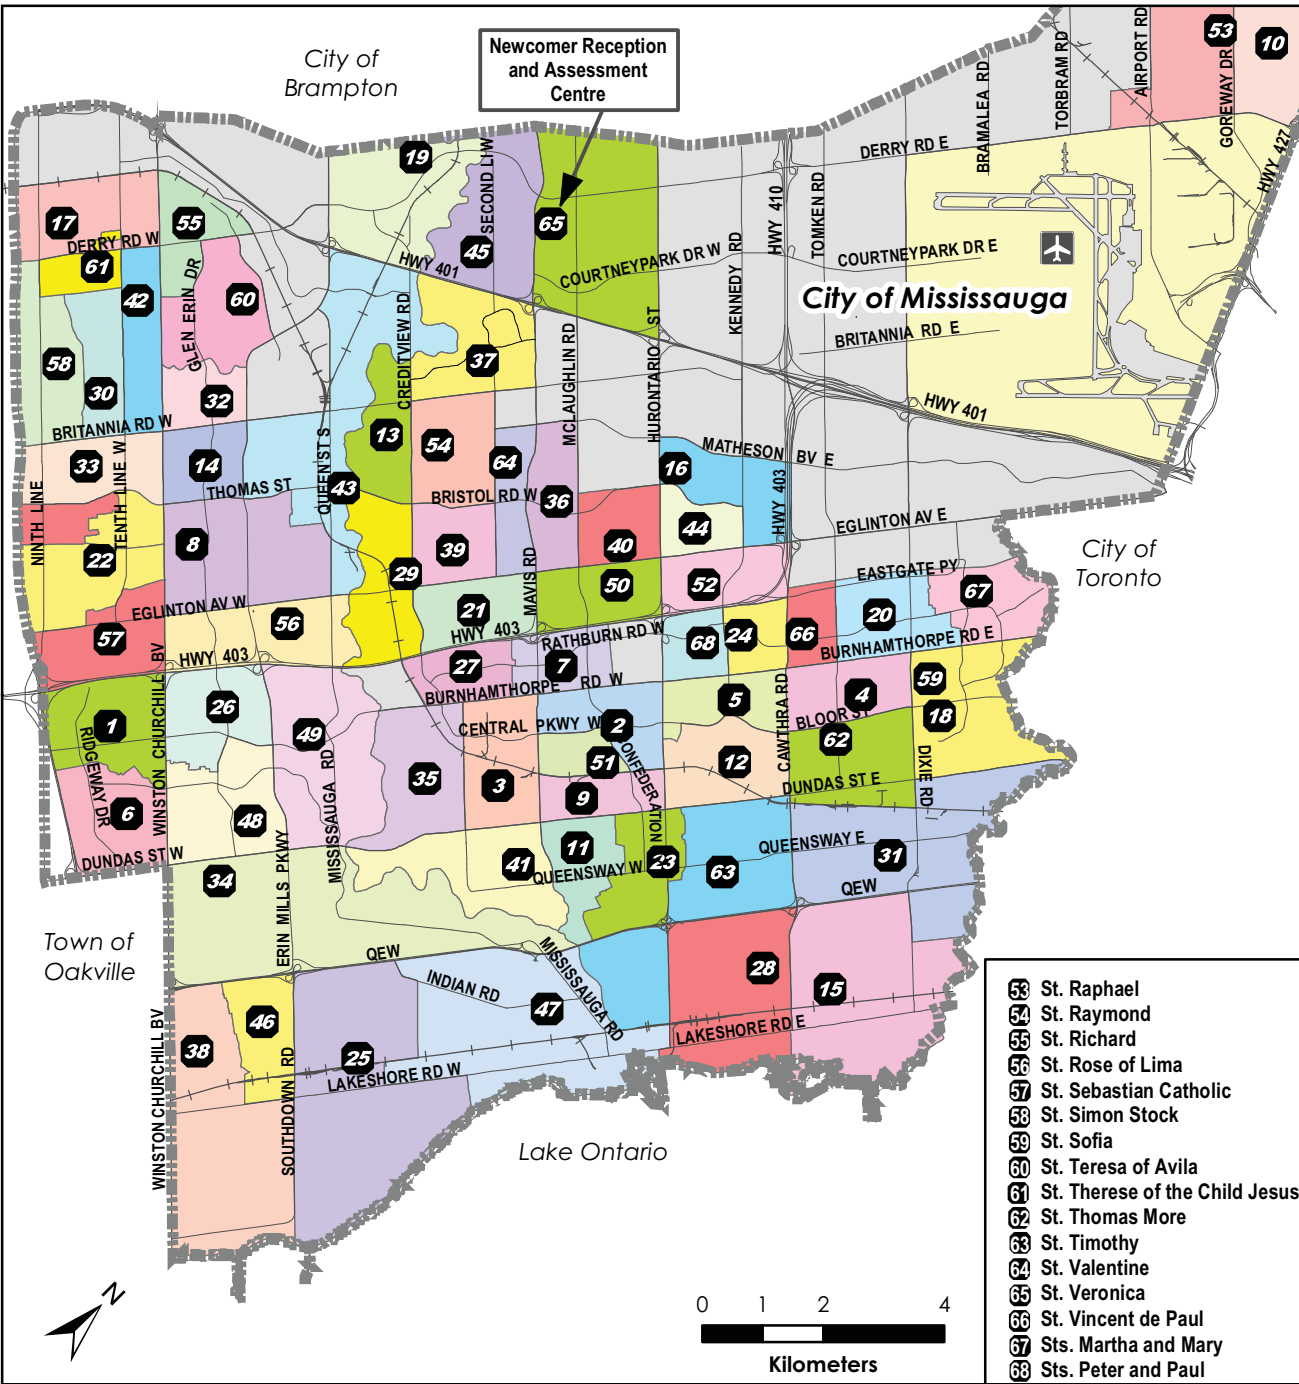 City of
Brampton
Newcomer Reception
and Assessment
Centre
53
10
AIRPORT RD
TORBRAM RD
BRAMALEA RD
GOREWAY DR
HWY 427
DERRY RD E
19
SECOND LI W
HWY 410
TOMKEN RD
17
55
65
45
DERRY RD W
61
HWY 401
COURTNEYPARK DR W
KENNEDY RD
COURTNEYPARK DR E
42
GLEN ERIN DR
60
City of Mississauga
CREDITVIEW RD
MCLAUGHLIN RD
HURONTARIO ST
BRITANNIA RD E
58
37
30
32
HWY 401
BRITANNIA RD W
QUEEN ST S
13
54
MATHESON BV E
33
14
64
16
TENTH LINE W
THOMAS ST
43
BRISTOL RD W
36
HWY 403
NINTH LINE
EGLINTON AV E
44
8
40
39
City of
Toronto
22
29
MAVIS RD
EASTGATE PY
50
52
67
EGLINTON AV W
21
20
56
57
HWY 403
RATHBURN RD W
68
24
66
BURNHAMTHORPE RD E
HWY 403
27
7
BURNHAMTHORPE RD W
59
WINSTON CHURCHILL BV
26
5
4
1
CENTRAL PKWY W
2
CAWTHRA RD
BLOOR ST
18
RIDGEWAY DR
49
62
MISSISSAUGA RD
51
CONFEDERATION
12
35
3
DUNDAS ST E
DIXIE RD
6
9
48
ERIN MILLS PKWY
DUNDAS ST W
41
11
QUEENSWAY E
QUEENSWAY W
23
31
34
63
QEW
Town of
Oakville
QEW
MISSISSAUGA RD
28
INDIAN RD
15
47
46
WINSTON CHURCHILL BV
38
LAKESHORE RD E
25
SOUTHDOWN RD
LAKESHORE RD W
Lake Ontario
N
0 1 2 4
Kilometers
53 St. Raphael
54 St. Raymond
55 St. Richard
56 St. Rose of Lima
57 St. Sebastian Catholic
58 St. Simon Stock
59 St. Sofia
60 St. Teresa of Avila
61 St. Therese of the Child Jesus
62 St. Thomas More
63 St. Timothy
64 St. Valentine
65 St. Veronica
66 St. Vincent de Paul
67 Sts. Martha and Mary
68 Sts. Peter and Paul